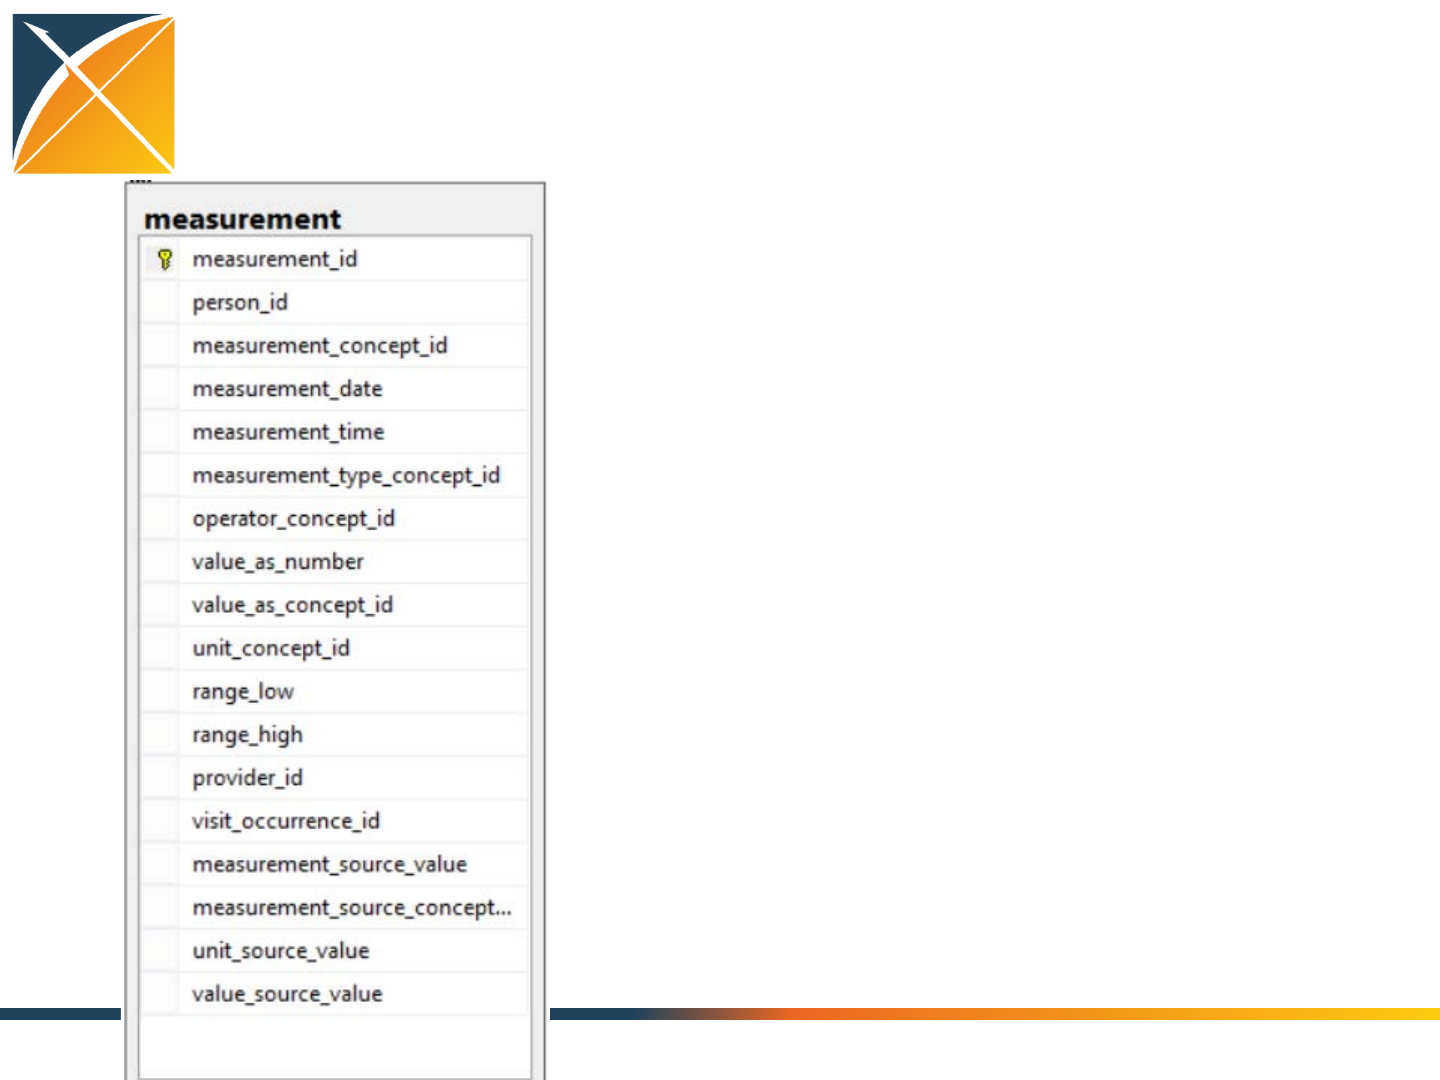 measurement
measurement_id
person_id
measurement_concept_id
measurement_date
measurement_time
measurement_type_concept_id
operator_concept_id
value_as_number
value_as_concept_id
unit_concept_id
range_low
range_high
provider_id
visit_occurrence_id
measurement_source_value
measurement_source_concept...
unit_source_value
value_source_value